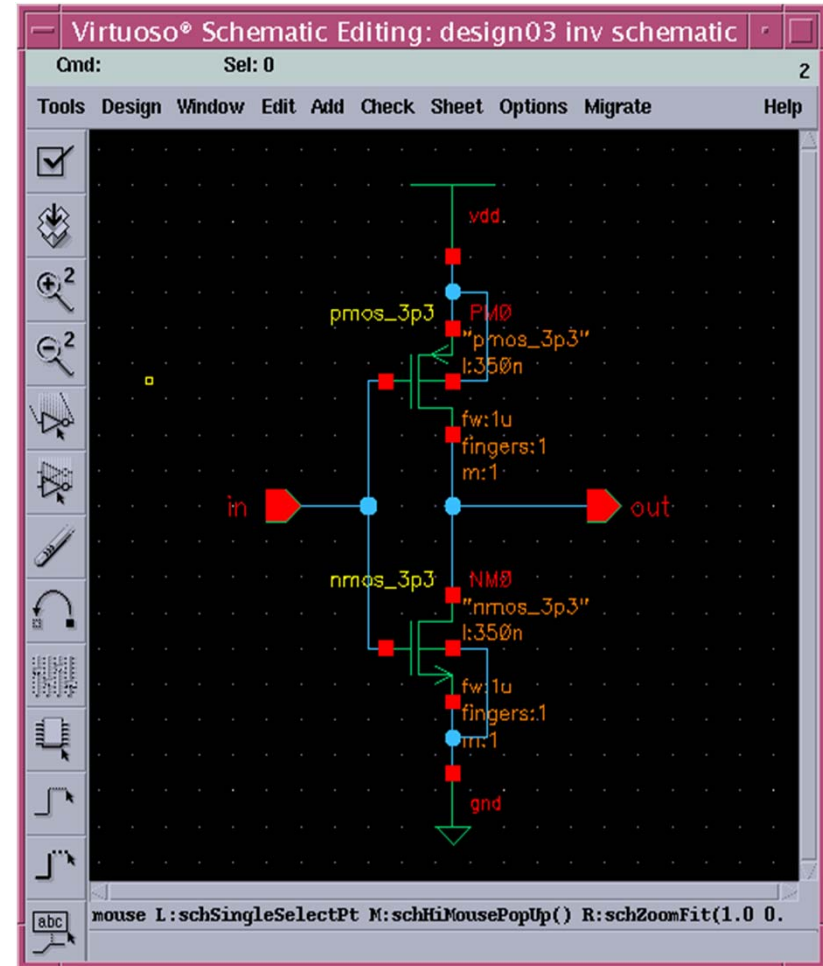 Virtuoso® Schematic Editing: design03 inv schematic
Cmd: Sel: 0 2
Tools Design Window Edit Add Check Sheet Options Migrate Help
vdd
2
pmos_3p3 PM0
"pmos_3p3"
l:350n
2
fw:1u
fingers:1
m:1
in out
nmos_3p3 NM0
"nmos_3p3"
l:350n
fw:1u
fingers:1
m:1
gnd
abc
mouse L:schSingleSelectPt M:schHiMousePopUp() R:schZoomFit(1.0 0.